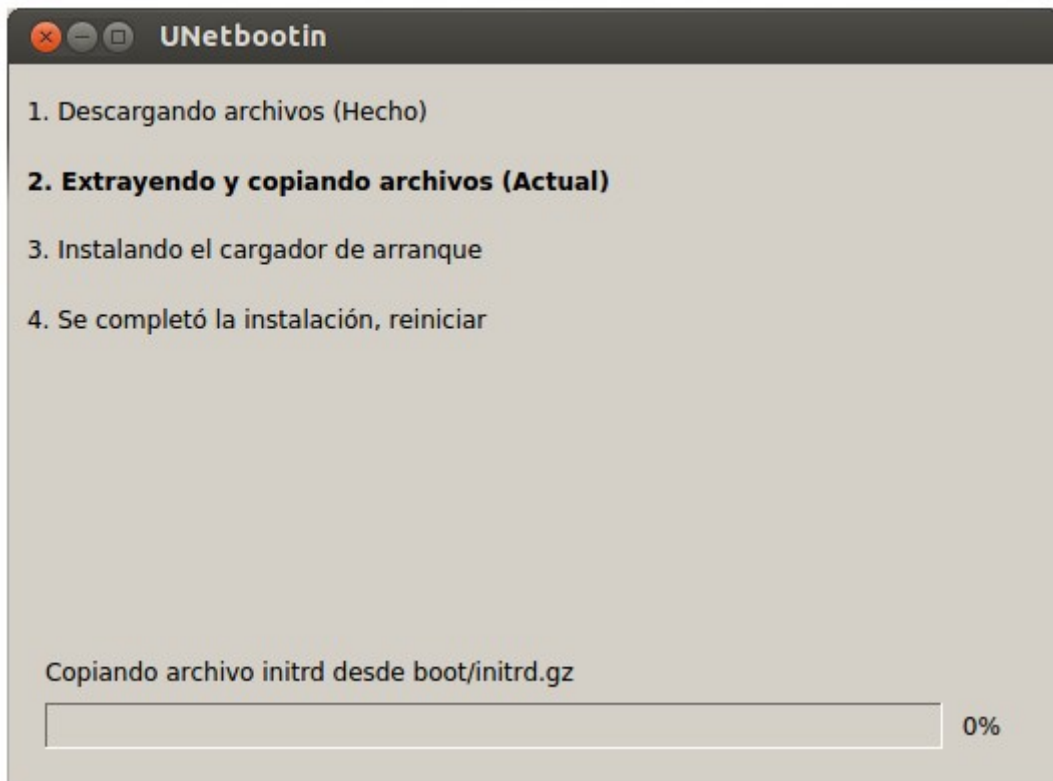 UNetbootin
1. Descargando archivos (Hecho)
2. Extrayendo y copiando archivos (Actual)
3. Instalando el cargador de arranque
4. Se completó la instalación, reiniciar
Copiando archivo initrd desde boot/initrd.gz
0%